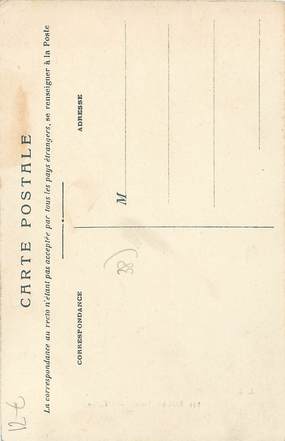 CARTE POSTALE
La correspondance au recto n'étant pas acceptée par tous les pays étrangers, se renseigner à la Poste
CORRESPONDANCE
ADRESSE
M
38)
12 €